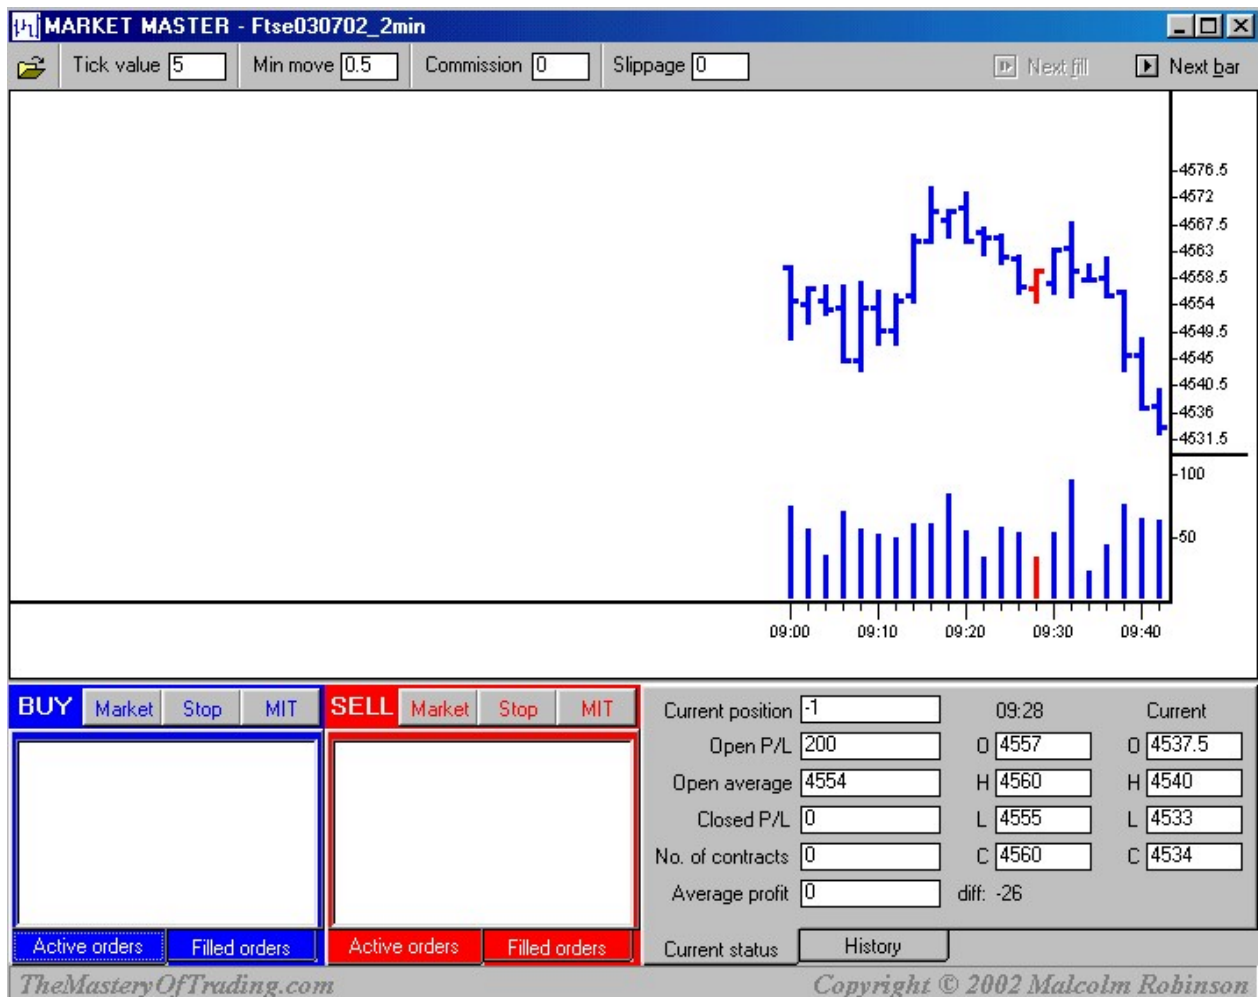 MARKET MASTER - Ftse030702_2min
Tick value 5 Min move 0.5 Commission 0 Slippage 0 Next fill Next bar
4576.5
4572
4567.5
4563
4558.5
4554
4549.5
4545
4540.5
4536
4531.5
100
50
09:00 09:10 09:20 09:30 09:40
BUY Market Stop MIT SELL Market Stop MIT
Current position -1 09:28 Current
Open P/L 200 O 4557 O 4537.5
Open average 4554 H 4560 H 4540
Closed P/L 0 L 4555 L 4533
No. of contracts 0 C 4560 C 4534
Average profit 0 diff: -26
Active orders Filled orders Active orders Filled orders Current status History
TheMasteryOfTrading.com Copyright © 2002 Malcolm Robinson